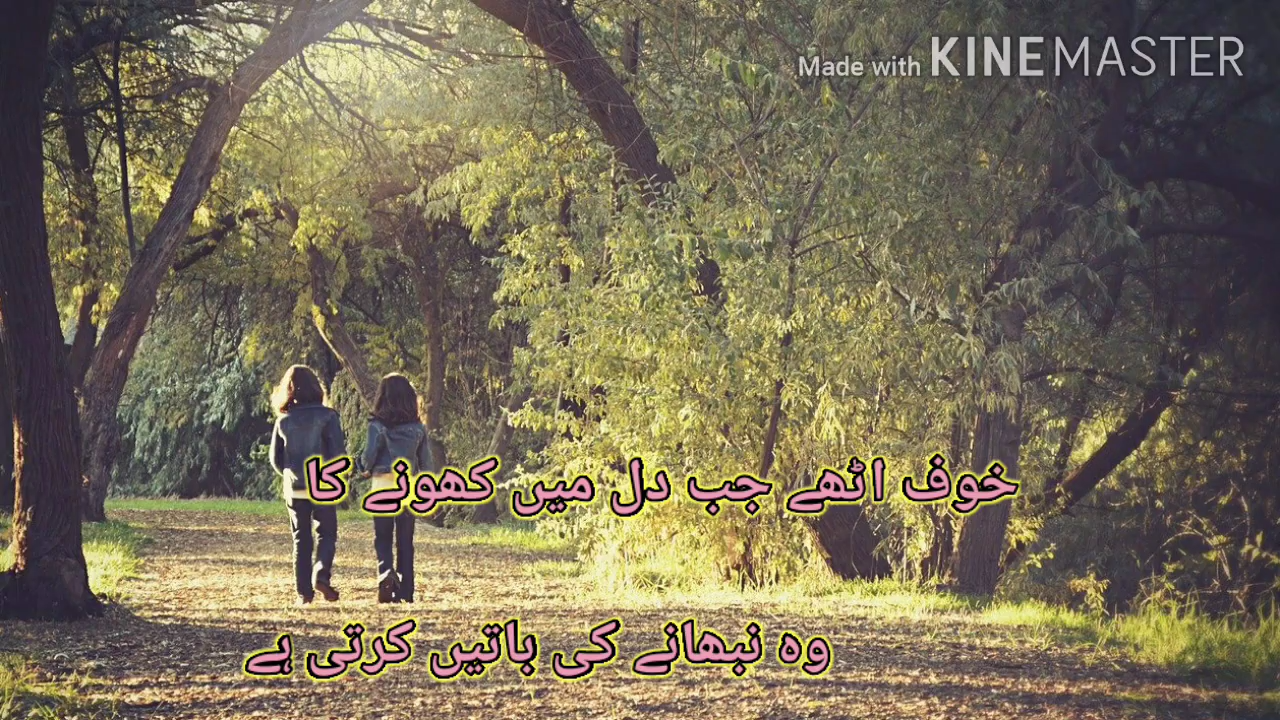 Made with KINEMASTER
خوف اٹھے جب دل میں کھونے کا
وہ نبھانے کی باتیں کرتی ہے